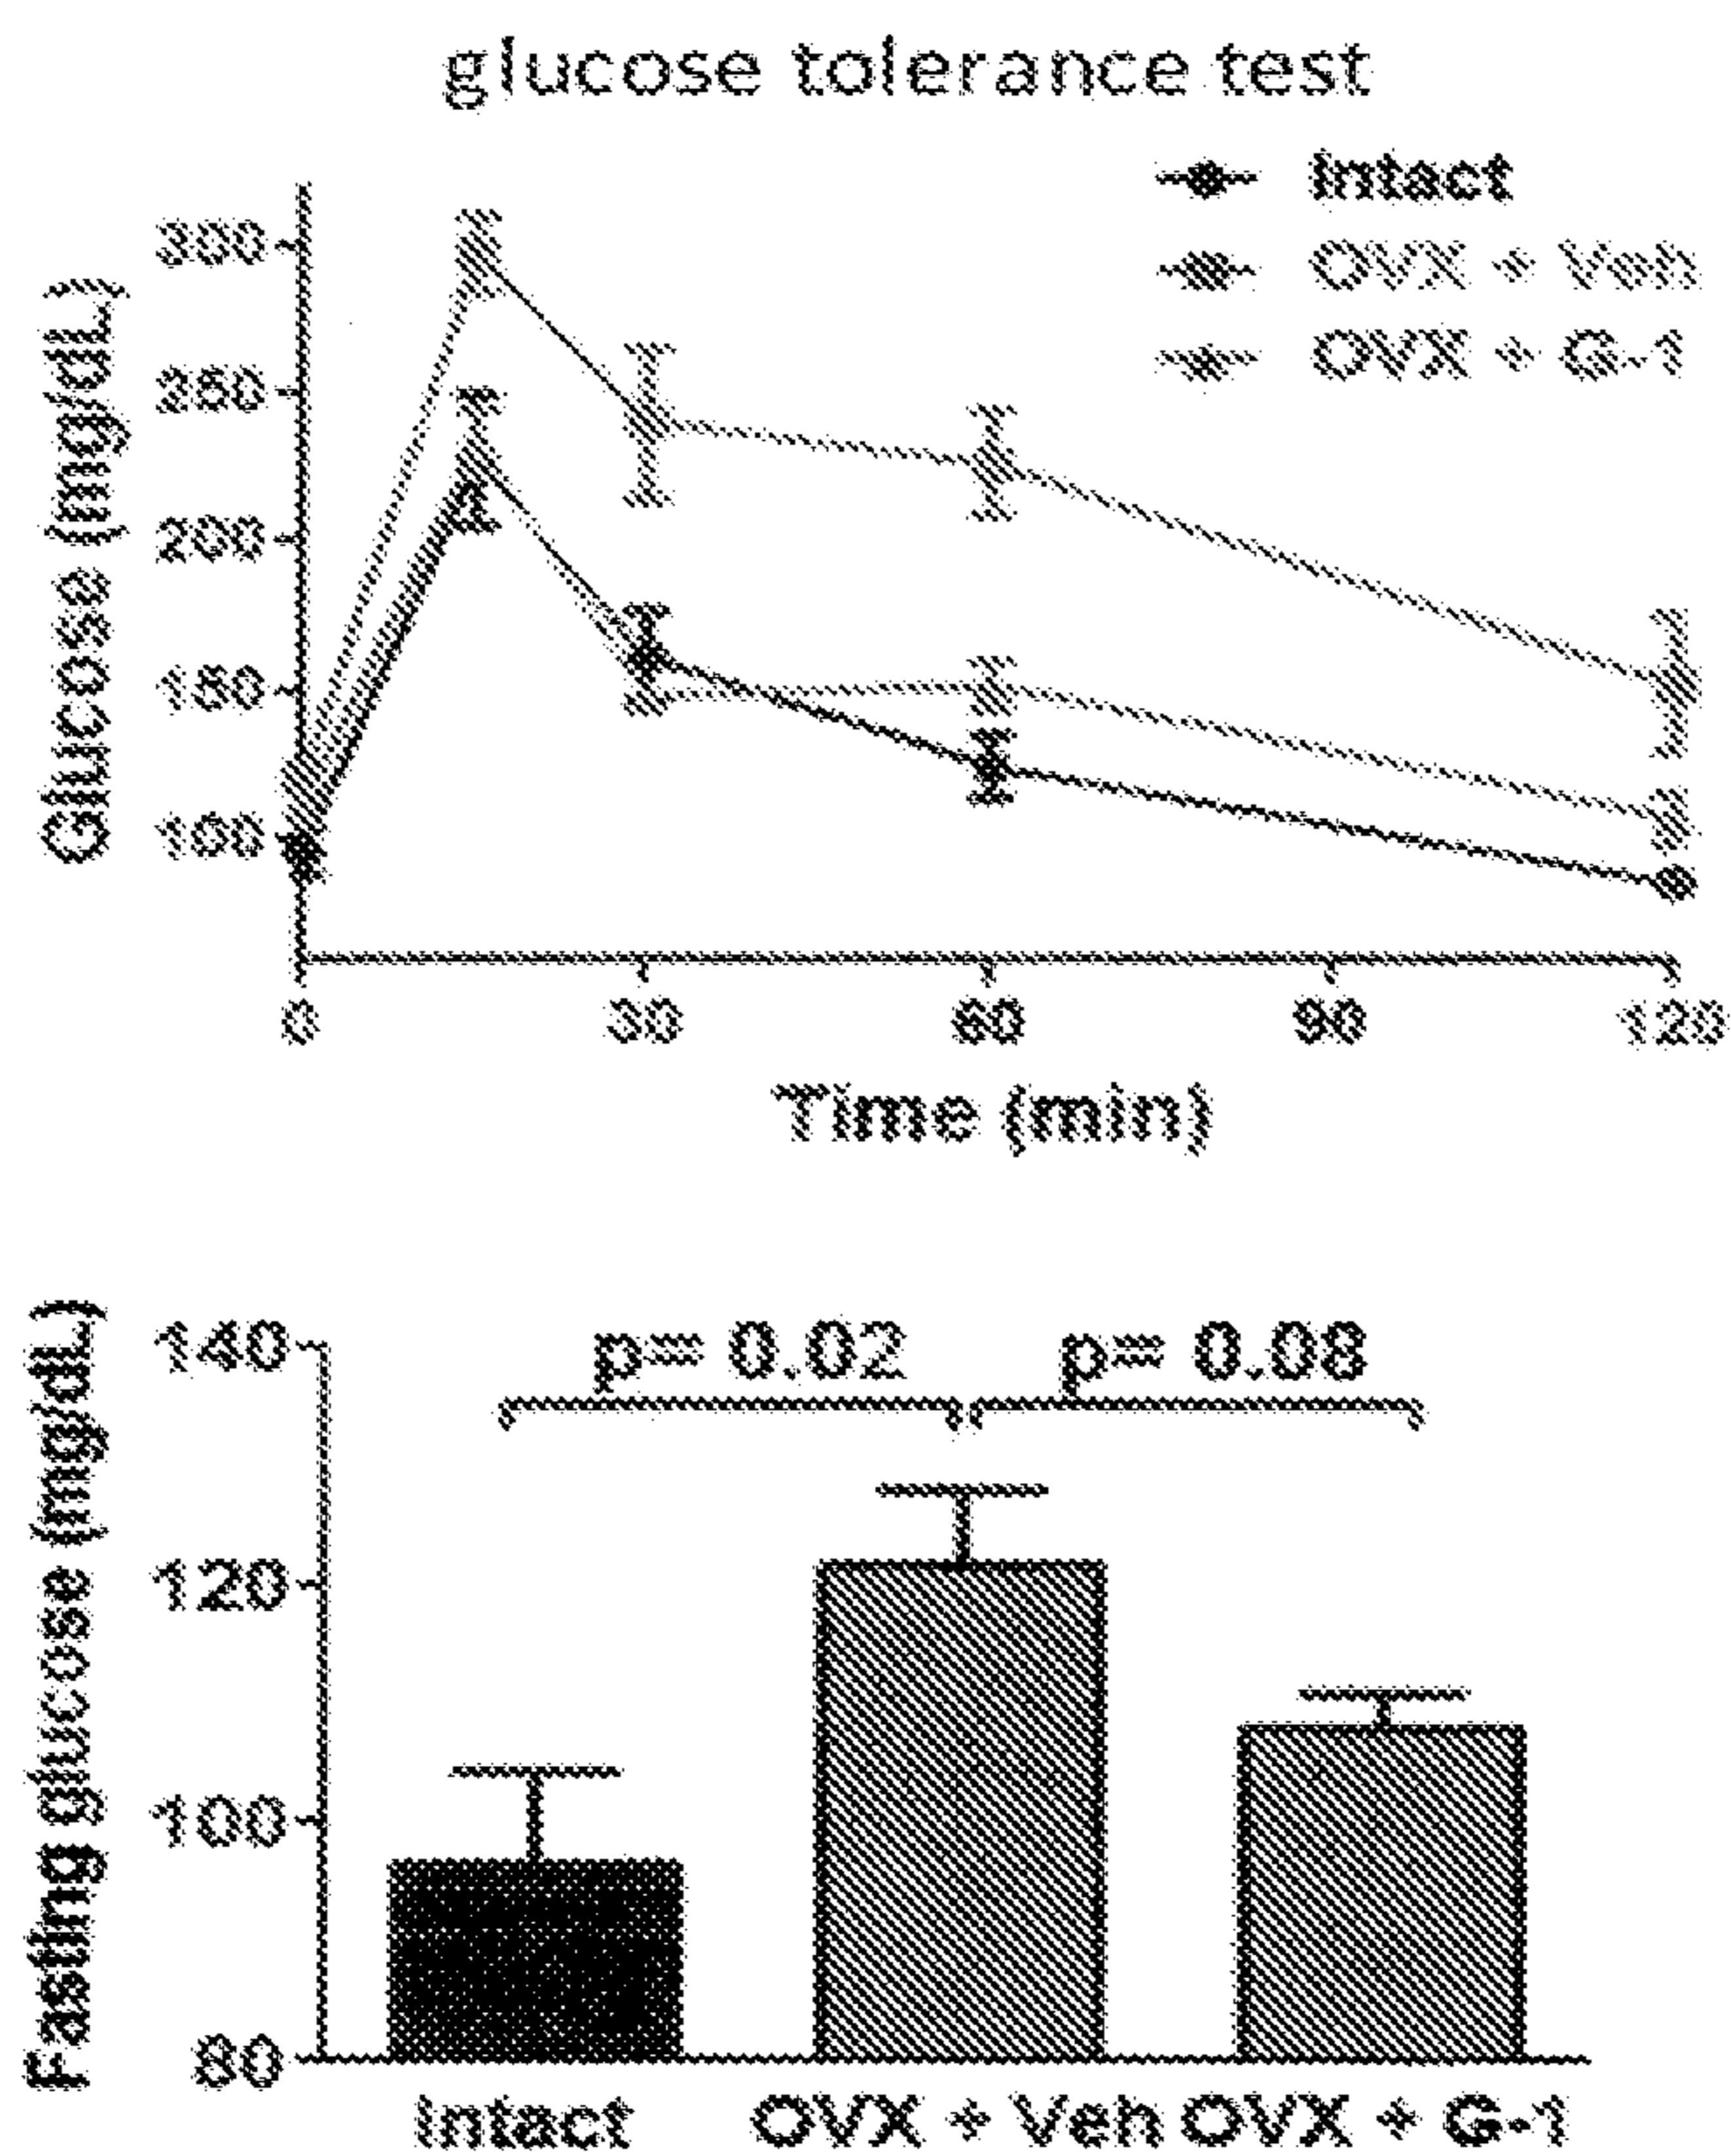 glucose tolerance test
Intact
OVX + Veh
OVX + G-1
Glucose (mg/dL)
300
250
200
150
100
0 30 60 90 120
Time (min)
Fasting glucose (mg/dL)
140
120
100
80
p= 0.02 p= 0.08
Intact OVX + Veh OVX + G-1